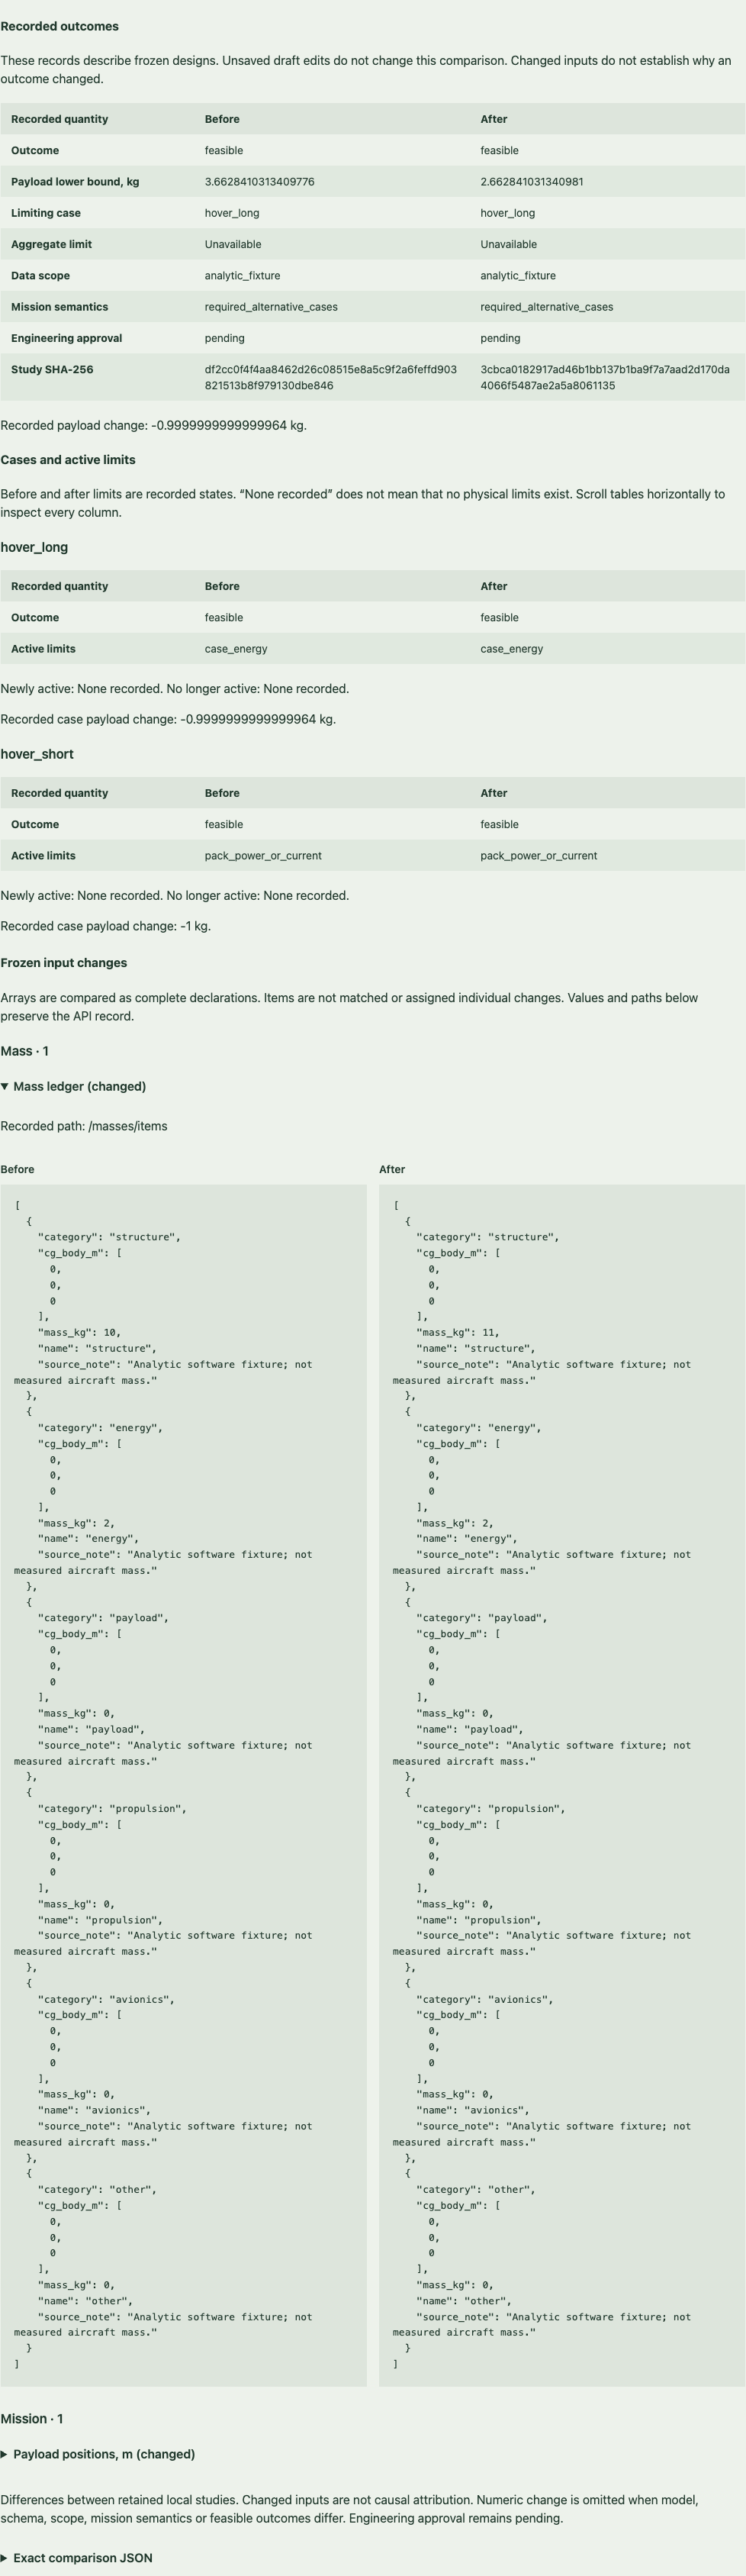 Recorded outcomes
These records describe frozen designs. Unsaved draft edits do not change this comparison. Changed inputs do not establish why an
outcome changed.
Recorded quantity Before After
Outcome feasible feasible
Payload lower bound, kg 3.6628410313409776 2.662841031340981
Limiting case hover_long hover_long
Aggregate limit Unavailable Unavailable
Data scope analytic_fixture analytic_fixture
Mission semantics required_alternative_cases required_alternative_cases
Engineering approval pending pending
Study SHA-256 df2cc0f4f4aa8462d26c08515e8a5c9f2a6feffd903 3cbca0182917ad46b1bb137b1ba9f7a7aad2d170da
821513b8f979130dbe846 4066f5487ae2a5a8061135
Recorded payload change: -0.9999999999999964 kg.
Cases and active limits
Before and after limits are recorded states. “None recorded” does not mean that no physical limits exist. Scroll tables horizontally to
inspect every column.
hover_long
Recorded quantity Before After
Outcome feasible feasible
Active limits case_energy case_energy
Newly active: None recorded. No longer active: None recorded.
Recorded case payload change: -0.9999999999999964 kg.
hover_short
Recorded quantity Before After
Outcome feasible feasible
Active limits pack_power_or_current pack_power_or_current
Newly active: None recorded. No longer active: None recorded.
Recorded case payload change: -1 kg.
Frozen input changes
Arrays are compared as complete declarations. Items are not matched or assigned individual changes. Values and paths below
preserve the API record.
Mass · 1
▼ Mass ledger (changed)
Recorded path: /masses/items
Before
[
{
"category": "structure",
"cg_body_m": [
0,
0,
0
],
"mass_kg": 10,
"name": "structure",
"source_note": "Analytic software fixture; not
measured aircraft mass."
},
{
"category": "energy",
"cg_body_m": [
0,
0,
0
],
"mass_kg": 2,
"name": "energy",
"source_note": "Analytic software fixture; not
measured aircraft mass."
},
{
"category": "payload",
"cg_body_m": [
0,
0,
0
],
"mass_kg": 0,
"name": "payload",
"source_note": "Analytic software fixture; not
measured aircraft mass."
},
{
"category": "propulsion",
"cg_body_m": [
0,
0,
0
],
"mass_kg": 0,
"name": "propulsion",
"source_note": "Analytic software fixture; not
measured aircraft mass."
},
{
"category": "avionics",
"cg_body_m": [
0,
0,
0
],
"mass_kg": 0,
"name": "avionics",
"source_note": "Analytic software fixture; not
measured aircraft mass."
},
{
"category": "other",
"cg_body_m": [
0,
0,
0
],
"mass_kg": 0,
"name": "other",
"source_note": "Analytic software fixture; not
measured aircraft mass."
}
]
After
[
{
"category": "structure",
"cg_body_m": [
0,
0,
0
],
"mass_kg": 11,
"name": "structure",
"source_note": "Analytic software fixture; not
measured aircraft mass."
},
{
"category": "energy",
"cg_body_m": [
0,
0,
0
],
"mass_kg": 2,
"name": "energy",
"source_note": "Analytic software fixture; not
measured aircraft mass."
},
{
"category": "payload",
"cg_body_m": [
0,
0,
0
],
"mass_kg": 0,
"name": "payload",
"source_note": "Analytic software fixture; not
measured aircraft mass."
},
{
"category": "propulsion",
"cg_body_m": [
0,
0,
0
],
"mass_kg": 0,
"name": "propulsion",
"source_note": "Analytic software fixture; not
measured aircraft mass."
},
{
"category": "avionics",
"cg_body_m": [
0,
0,
0
],
"mass_kg": 0,
"name": "avionics",
"source_note": "Analytic software fixture; not
measured aircraft mass."
},
{
"category": "other",
"cg_body_m": [
0,
0,
0
],
"mass_kg": 0,
"name": "other",
"source_note": "Analytic software fixture; not
measured aircraft mass."
}
]
Mission · 1
▶ Payload positions, m (changed)
Differences between retained local studies. Changed inputs are not causal attribution. Numeric change is omitted when model,
schema, scope, mission semantics or feasible outcomes differ. Engineering approval remains pending.
▶ Exact comparison JSON